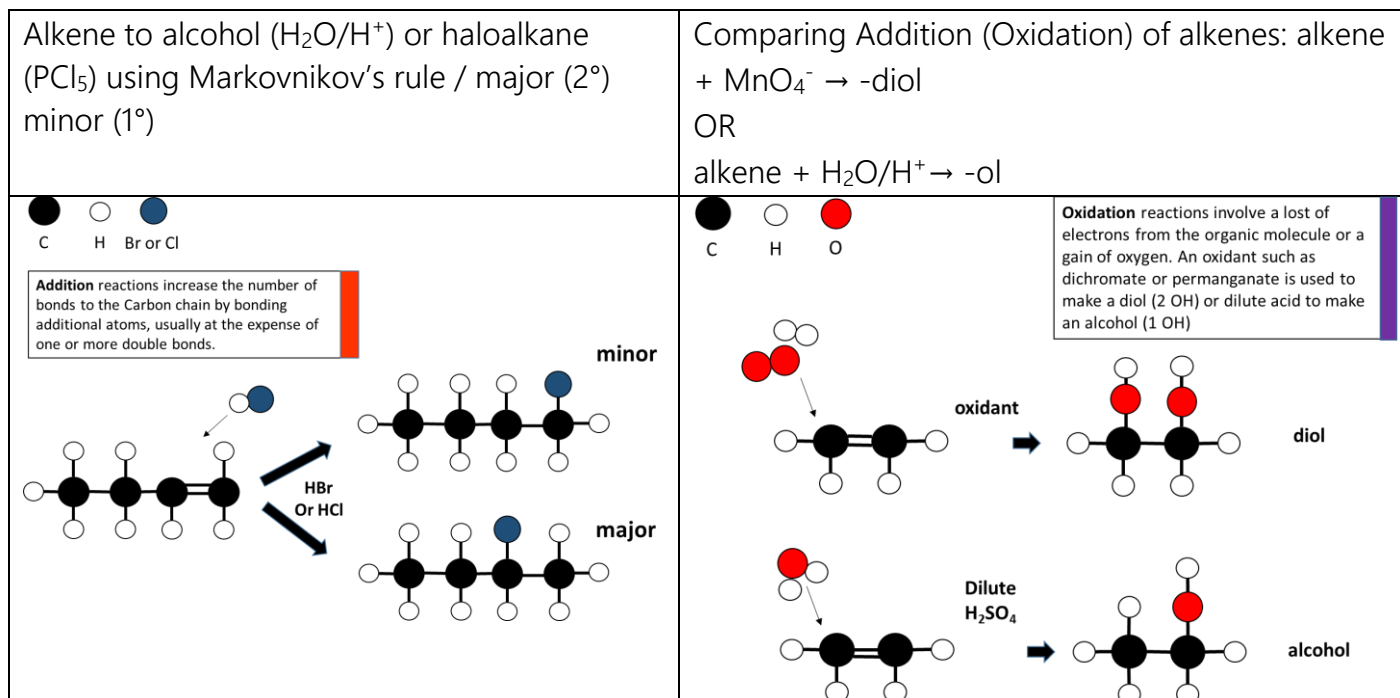 Alkene to alcohol (H₂O/H⁺) or haloalkane
(PCl₅) using Markovnikov’s rule / major (2°)
minor (1°)
Comparing Addition (Oxidation) of alkenes: alkene
+ MnO₄⁻ → -diol
OR
alkene + H₂O/H⁺→ -ol
C H Br or Cl
Addition reactions increase the number of
bonds to the Carbon chain by bonding
additional atoms, usually at the expense of
one or more double bonds.
minor
HBr
Or HCl
major
C H O
Oxidation reactions involve a lost of
electrons from the organic molecule or a
gain of oxygen. An oxidant such as
dichromate or permanganate is used to
make a diol (2 OH) or dilute acid to make
an alcohol (1 OH)
oxidant
diol
Dilute
H₂SO₄
alcohol